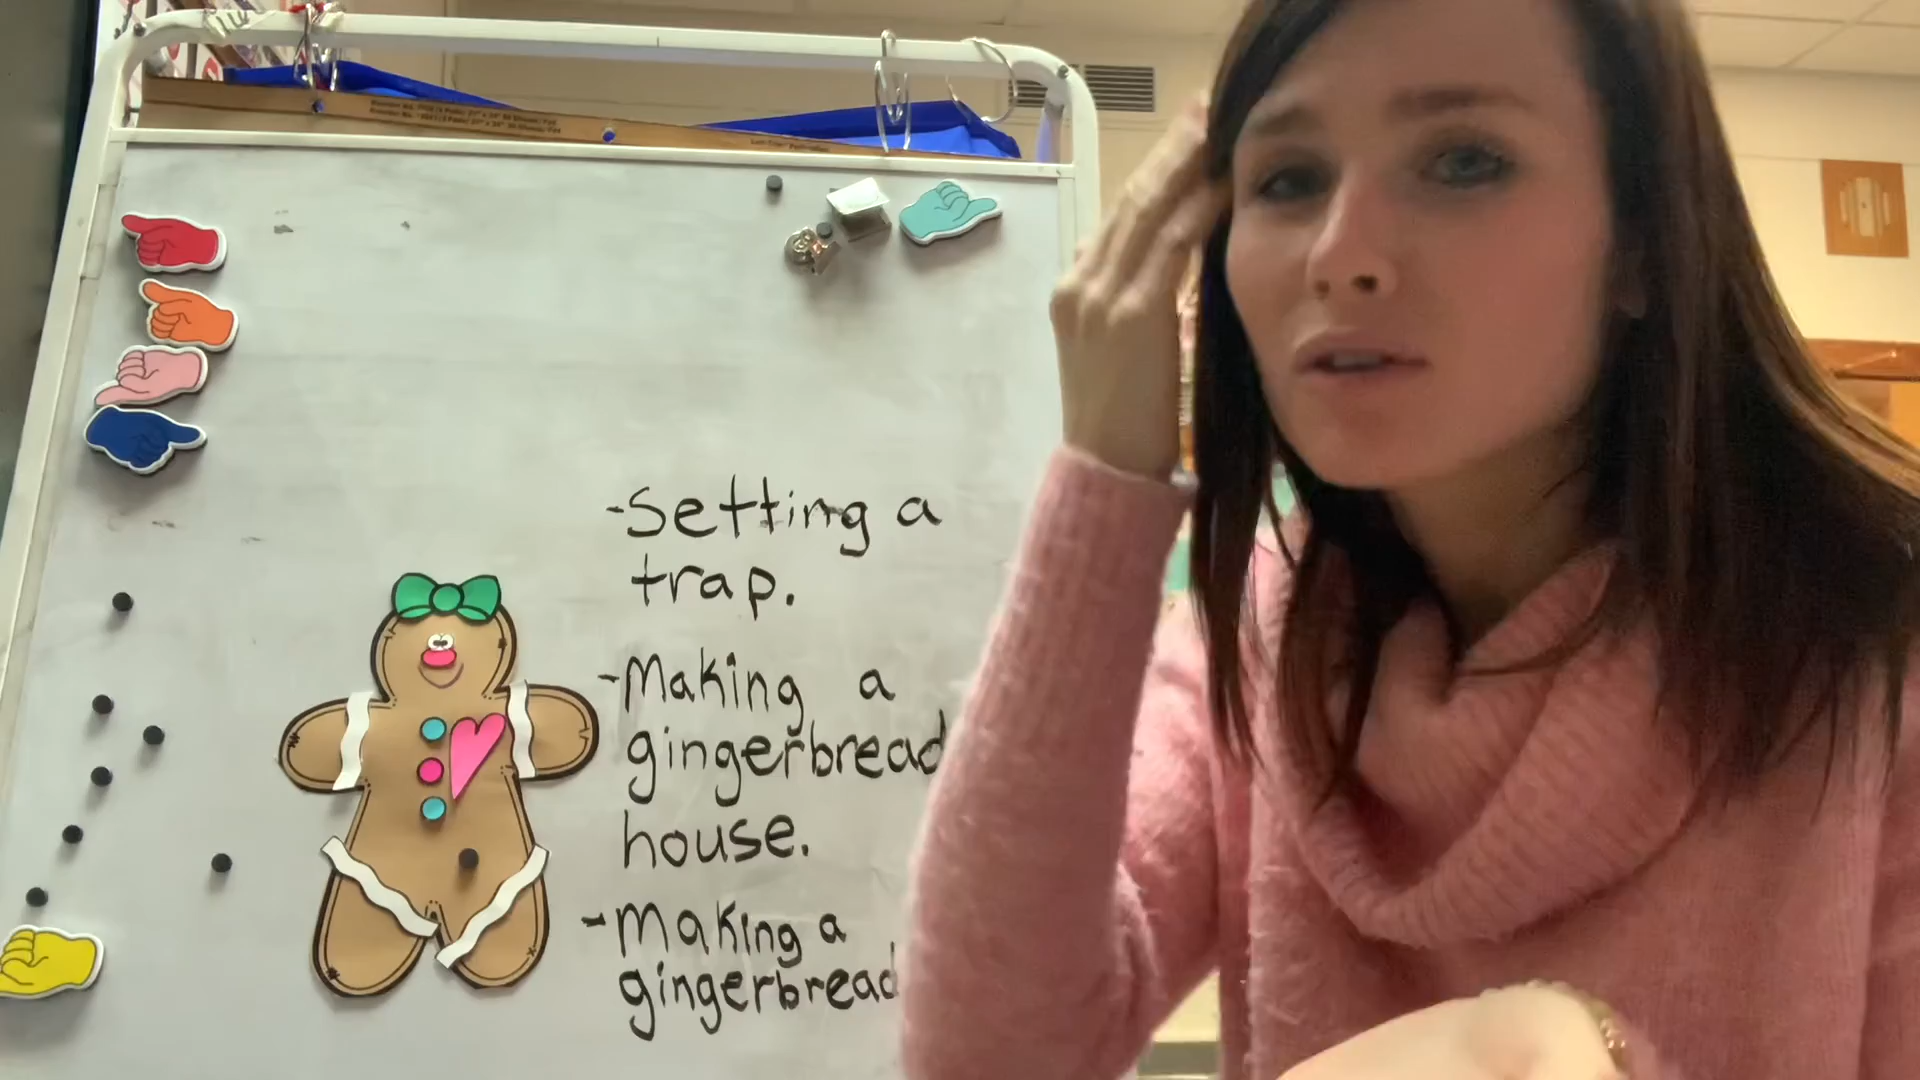 -Setting a
trap.
-Making a
gingerbread
house.
-Making a
gingerbread